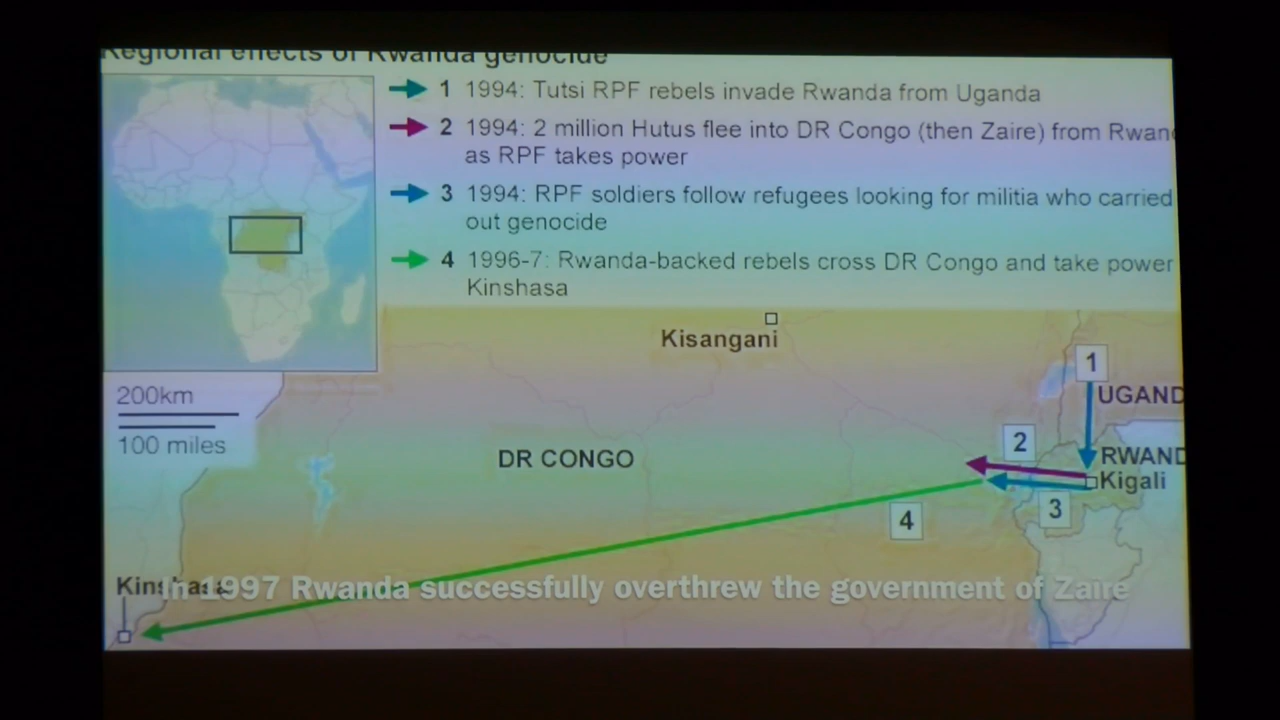 Regional effects of Rwanda genocide
1 1994: Tutsi RPF rebels invade Rwanda from Uganda
2 1994: 2 million Hutus flee into DR Congo (then Zaire) from Rwan
as RPF takes power
3 1994: RPF soldiers follow refugees looking for militia who carried
out genocide
4 1996-7: Rwanda-backed rebels cross DR Congo and take power
Kinshasa
Kisangani
1
200km
UGAND
100 miles
2
DR CONGO
RWAND
Kigali
3
4
Kinshasa
In 1997 Rwanda successfully overthrew the government of Zaire